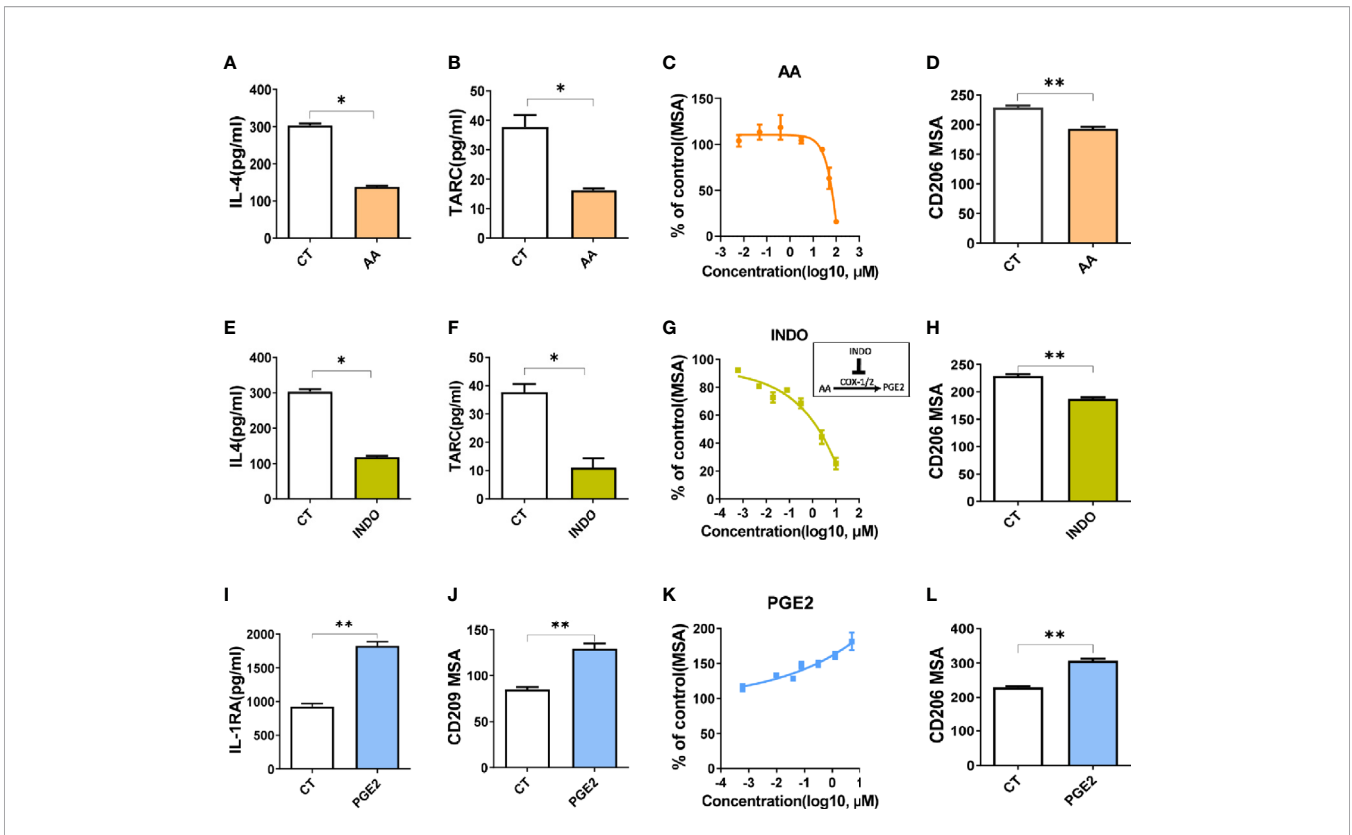 A
IL-4(pg/ml)
400
300
200
100
0
*
CT
AA
B
TARC(pg/ml)
50
40
30
20
10
0
*
CT
AA
C
AA
% of control(MSA)
150
100
50
0
-3 -2 -1 0 1 2 3
Concentration(log10, μM)
D
CD206 MSA
250
200
150
100
50
0
**
CT
AA
E
IL4(pg/ml)
400
300
200
100
0
*
CT
INDO
F
TARC(pg/ml)
50
40
30
20
10
0
*
CT
INDO
G
INDO
% of control(MSA)
100
80
60
40
20
0
-4 -3 -2 -1 0 1 2
Concentration(log10, μM)
INDO
COX-1/2
AA
PGE2
H
CD206 MSA
250
200
150
100
50
0
**
CT
INDO
I
IL-1RA(pg/ml)
2000
1500
1000
500
0
**
CT
PGE2
J
CD209 MSA
150
100
50
0
**
CT
PGE2
K
PGE2
% of control(MSA)
200
150
100
50
0
-4 -3 -2 -1 0 1
Concentration(log10, μM)
L
CD206 MSA
400
300
200
100
0
**
CT
PGE2